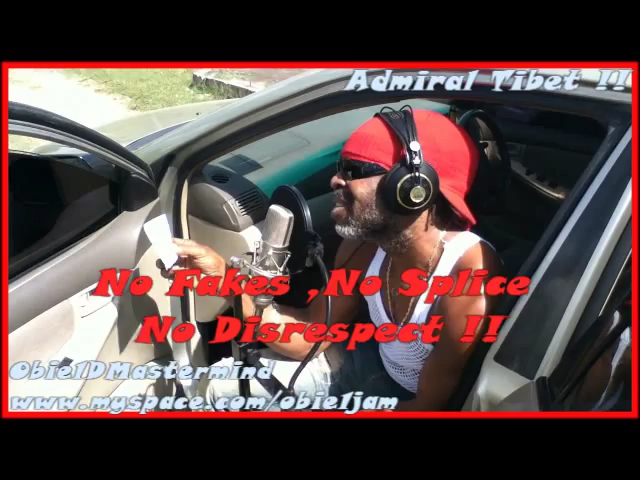 Admiral Tibet !!
No Fakes ,No Splice
No Disrespect !!
Obie1DMastermind
www.myspace.com/obie1jam